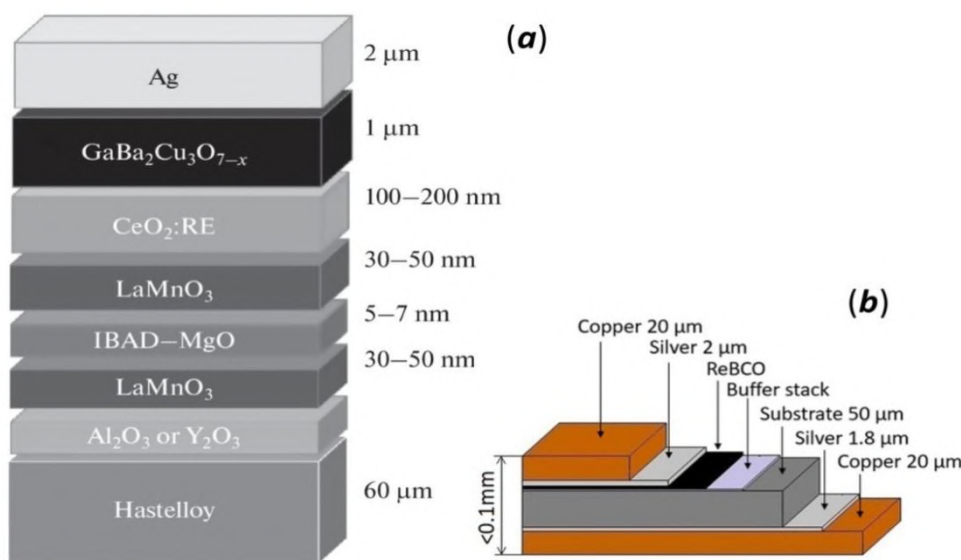 (a)
Ag
2 μm
GaBa₂Cu₃O₇₋ₓ
1 μm
CeO₂:RE
100–200 nm
LaMnO₃
30–50 nm
IBAD–MgO
5–7 nm
LaMnO₃
30–50 nm
Al₂O₃ or Y₂O₃
Hastelloy
60 μm
(b)
Copper 20 μm
Silver 2 μm
ReBCO
Buffer stack
Substrate 50 μm
Silver 1.8 μm
Copper 20 μm
<0.1mm